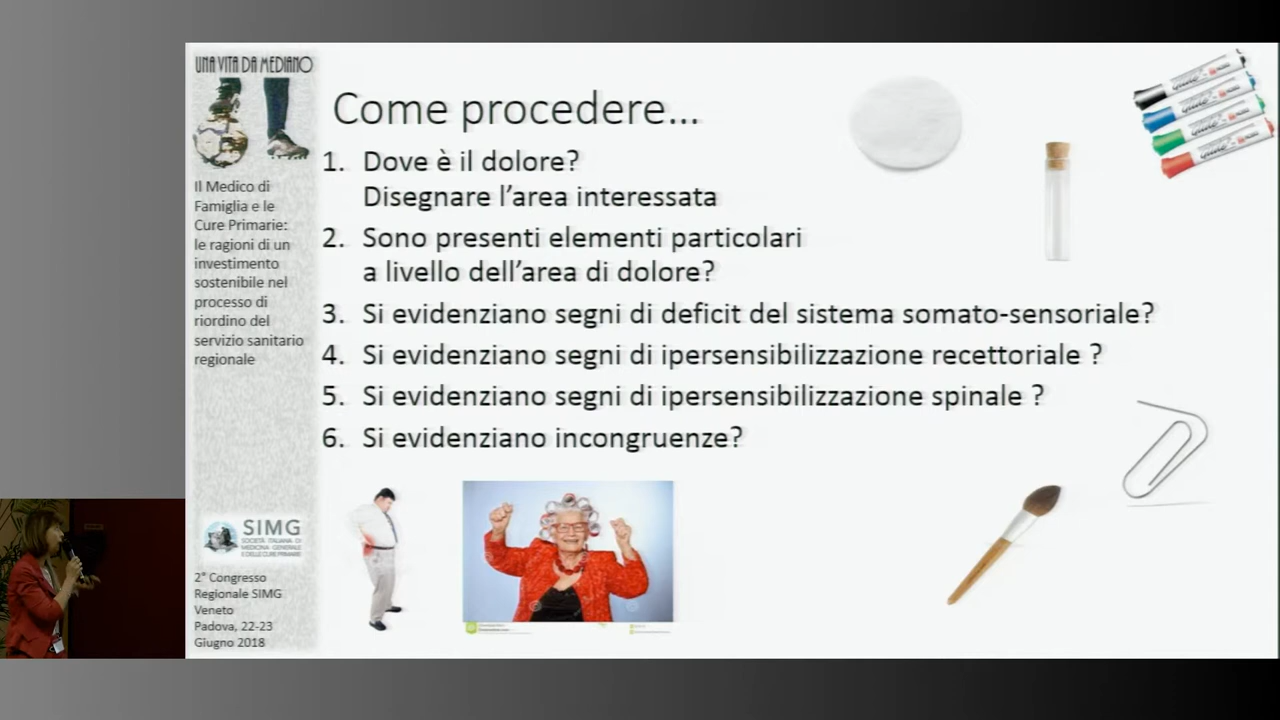 UNA VITA DA MEDIANO
Il Medico di
Famiglia e le
Cure Primarie:
le ragioni di un
investimento
sostenibile nel
processo di
riordino del
servizio sanitario
regionale
SIMG
SOCIETÀ ITALIANA DI
MEDICINA GENERALE
E DELLE CURE PRIMARIE
2° Congresso
Regionale SIMG
Veneto
Padova, 22-23
Giugno 2018
Come procedere...
1. Dove è il dolore?
Disegnare l’area interessata
2. Sono presenti elementi particolari
a livello dell’area di dolore?
3. Si evidenziano segni di deficit del sistema somato-sensoriale?
4. Si evidenziano segni di ipersensibilizzazione recettoriale ?
5. Si evidenziano segni di ipersensibilizzazione spinale ?
6. Si evidenziano incongruenze?